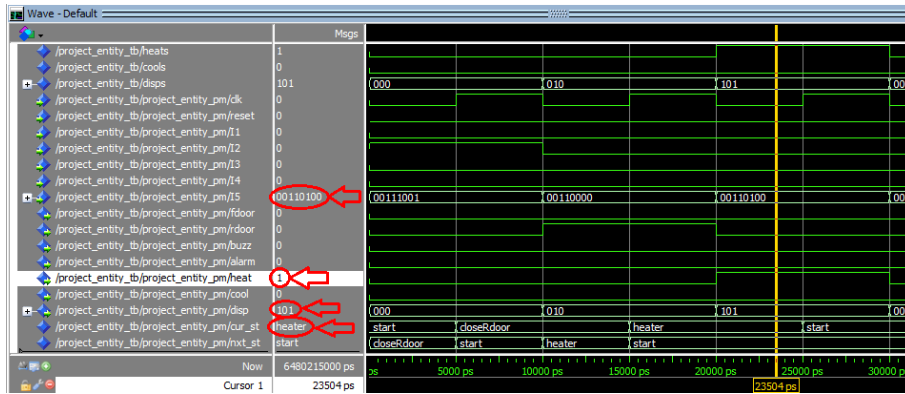 Wave - Default
Msgs
/project_entity_tb/heats 1
/project_entity_tb/cools 0
/project_entity_tb/disps 101 000 010 101 00
/project_entity_tb/project_entity_pm/clk 0
/project_entity_tb/project_entity_pm/reset 0
/project_entity_tb/project_entity_pm/I1 0
/project_entity_tb/project_entity_pm/I2 0
/project_entity_tb/project_entity_pm/I3 0
/project_entity_tb/project_entity_pm/I4 0
/project_entity_tb/project_entity_pm/I5 00110100 00111001 00110000 00110100 00
/project_entity_tb/project_entity_pm/fdoor 0
/project_entity_tb/project_entity_pm/rdoor 0
/project_entity_tb/project_entity_pm/buzz 0
/project_entity_tb/project_entity_pm/alarm 0
/project_entity_tb/project_entity_pm/heat 1
/project_entity_tb/project_entity_pm/cool 0
/project_entity_tb/project_entity_pm/disp 101 000 010 101 00
/project_entity_tb/project_entity_pm/cur_st heater start closeRdoor heater start
/project_entity_tb/project_entity_pm/nxt_st start closeRdoor start heater start
Now 6480215000 ps ps 5000 ps 10000 ps 15000 ps 20000 ps 25000 ps 30000 p
Cursor 1 23504 ps 23504 ps